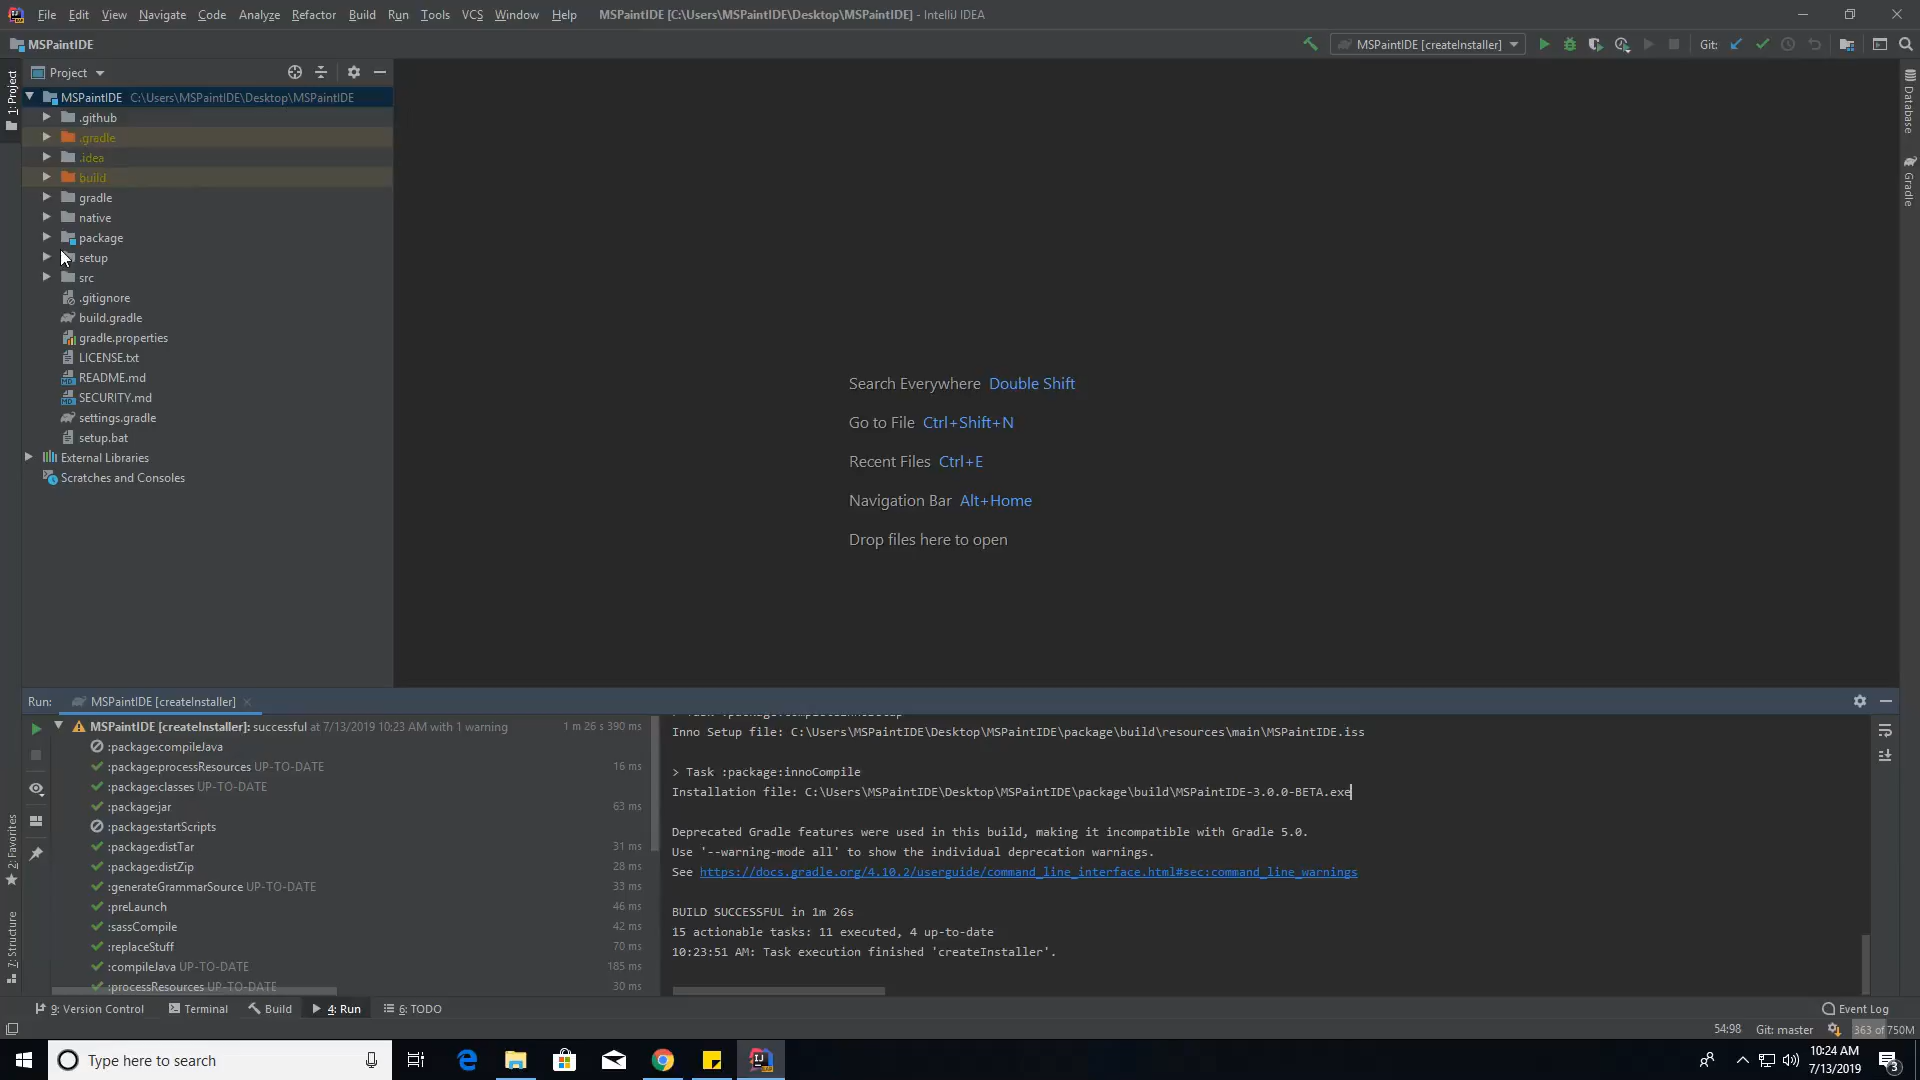 File Edit View Navigate Code Analyze Refactor Build Run Tools VCS Window Help MSPaintIDE [C:\Users\MSPaintIDE\Desktop\MSPaintIDE] - IntelliJ IDEA
MSPaintIDE
MSPaintIDE [createInstaller]
Git:
1: Project
Project
MSPaintIDE C:\Users\MSPaintIDE\Desktop\MSPaintIDE
.github
.gradle
.idea
build
gradle
native
package
setup
src
.gitignore
build.gradle
gradle.properties
LICENSE.txt
README.md
SECURITY.md
settings.gradle
setup.bat
External Libraries
Scratches and Consoles
Search Everywhere Double Shift
Go to File Ctrl+Shift+N
Recent Files Ctrl+E
Navigation Bar Alt+Home
Drop files here to open
Database
Gradle
Run: MSPaintIDE [createInstaller]
MSPaintIDE [createInstaller]: successful at 7/13/2019 10:23 AM with 1 warning 1 m 26 s 390 ms
:package:compileJava
:package:processResources UP-TO-DATE 16 ms
:package:classes UP-TO-DATE
:package:jar 63 ms
:package:startScripts
:package:distTar 31 ms
:package:distZip 28 ms
:generateGrammarSource UP-TO-DATE 33 ms
:preLaunch 46 ms
:sassCompile 42 ms
:replaceStuff 70 ms
:compileJava UP-TO-DATE 185 ms
:processResources UP-TO-DATE 30 ms
Inno Setup file: C:\Users\MSPaintIDE\Desktop\MSPaintIDE\package\build\resources\main\MSPaintIDE.iss
> Task :package:innoCompile
Installation file: C:\Users\MSPaintIDE\Desktop\MSPaintIDE\package\build\MSPaintIDE-3.0.0-BETA.exe
Deprecated Gradle features were used in this build, making it incompatible with Gradle 5.0.
Use '--warning-mode all' to show the individual deprecation warnings.
See https://docs.gradle.org/4.10.2/userguide/command_line_interface.html#sec:command_line_warnings
BUILD SUCCESSFUL in 1m 26s
15 actionable tasks: 11 executed, 4 up-to-date
10:23:51 AM: Task execution finished 'createInstaller'.
2: Favorites
7: Structure
9: Version Control Terminal Build 4: Run 6: TODO Event Log
54:98 Git: master 363 of 750M
Type here to search
10:24 AM
7/13/2019
3